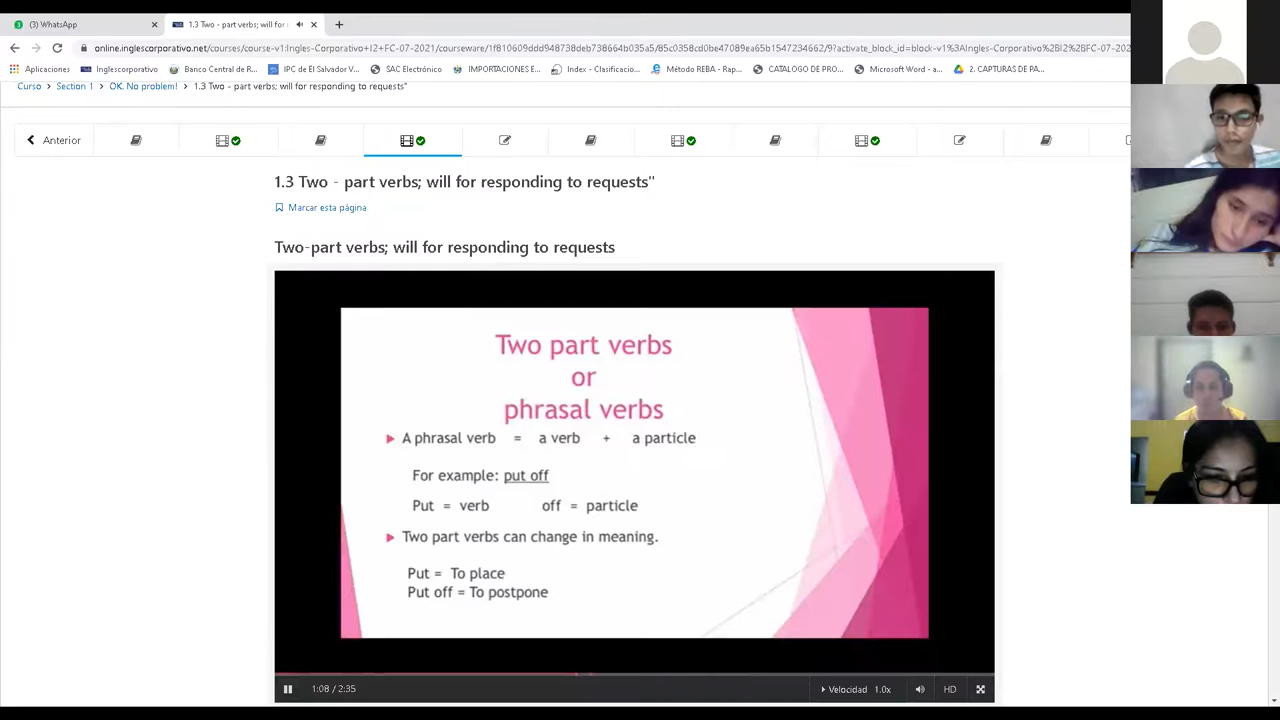 (3) WhatsApp
1.3 Two - part verbs; will for
online.inglescorporativo.net/courses/course-v1:Ingles-Corporativo+I2+FC-07-2021/courseware/
Aplicaciones Inglescorporativo Banco Central de R... IPC de El Salvador V... SAC Electrónico IMPORTACIONES E... Index - Clasificacio... Método REBA - Rap... CATALOGO DE PRO... Microsoft Word - a... 2. CAPTURAS DE PA...
Curso > Section 1 > OK. No problem! > 1.3 Two - part verbs; will for responding to requests"
Anterior
1.3 Two - part verbs; will for responding to requests"
Marcar esta página
Two-part verbs; will for responding to requests
Two part verbs
or
phrasal verbs
A phrasal verb = a verb + a particle
For example: put off
Put = verb off = particle
Two part verbs can change in meaning.
Put = To place
Put off = To postpone
1:08 / 2:35
Velocidad 1.0x
HD